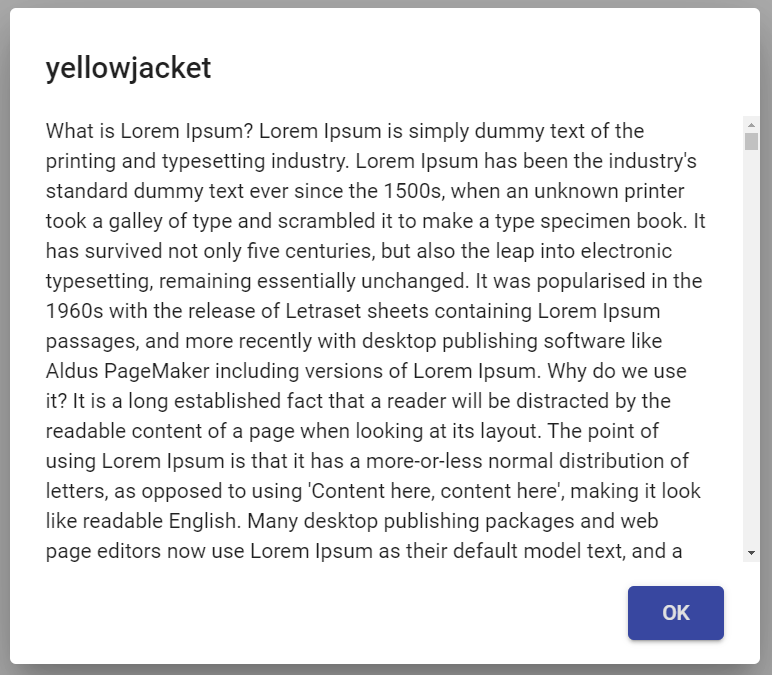 yellowjacket
What is Lorem Ipsum? Lorem Ipsum is simply dummy text of the
printing and typesetting industry. Lorem Ipsum has been the industry's
standard dummy text ever since the 1500s, when an unknown printer
took a galley of type and scrambled it to make a type specimen book. It
has survived not only five centuries, but also the leap into electronic
typesetting, remaining essentially unchanged. It was popularised in the
1960s with the release of Letraset sheets containing Lorem Ipsum
passages, and more recently with desktop publishing software like
Aldus PageMaker including versions of Lorem Ipsum. Why do we use
it? It is a long established fact that a reader will be distracted by the
readable content of a page when looking at its layout. The point of
using Lorem Ipsum is that it has a more-or-less normal distribution of
letters, as opposed to using 'Content here, content here', making it look
like readable English. Many desktop publishing packages and web
page editors now use Lorem Ipsum as their default model text, and a
OK